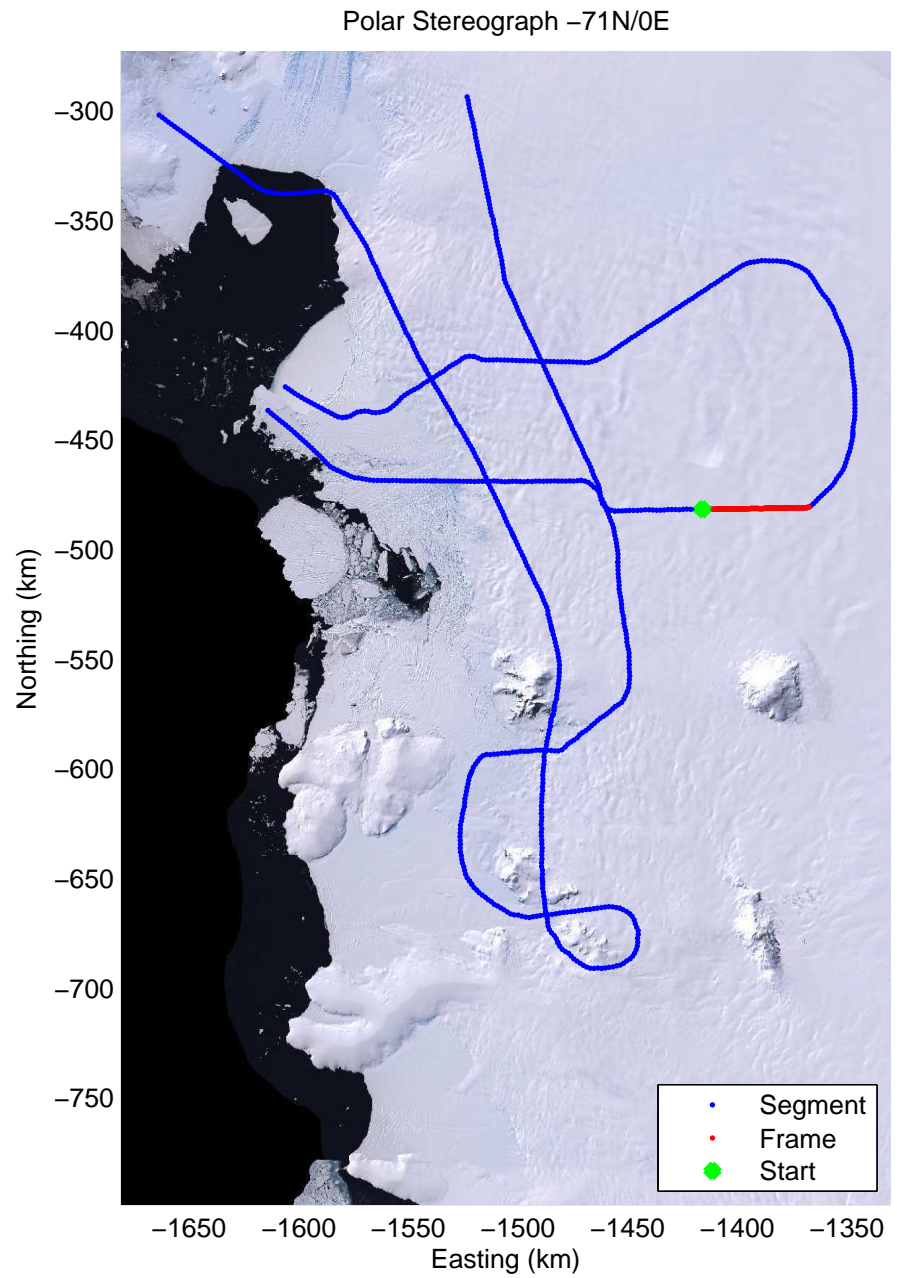 Polar Stereograph −71N/0E
−300
−350
−400
−450
−500
−550
−600
−650
−700
−750
Northing (km)
−1650 −1600 −1550 −1500 −1450 −1400 −1350
Easting (km)
Segment
Frame
Start